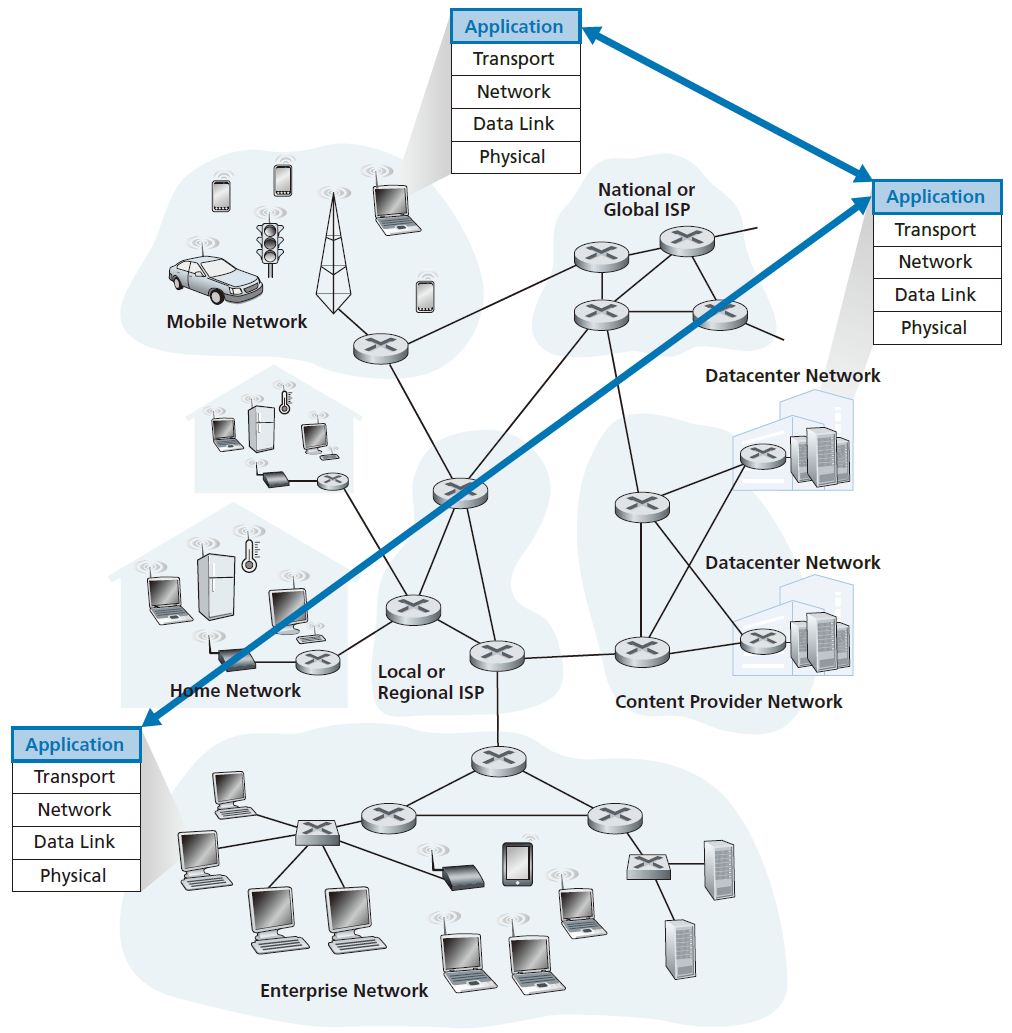 Application
Transport
Network
Data Link
Physical
National or
Global ISP
Application
Transport
Network
Data Link
Physical
Mobile Network
Datacenter Network
Datacenter Network
Home Network
Local or
Regional ISP
Content Provider Network
Application
Transport
Network
Data Link
Physical
Enterprise Network